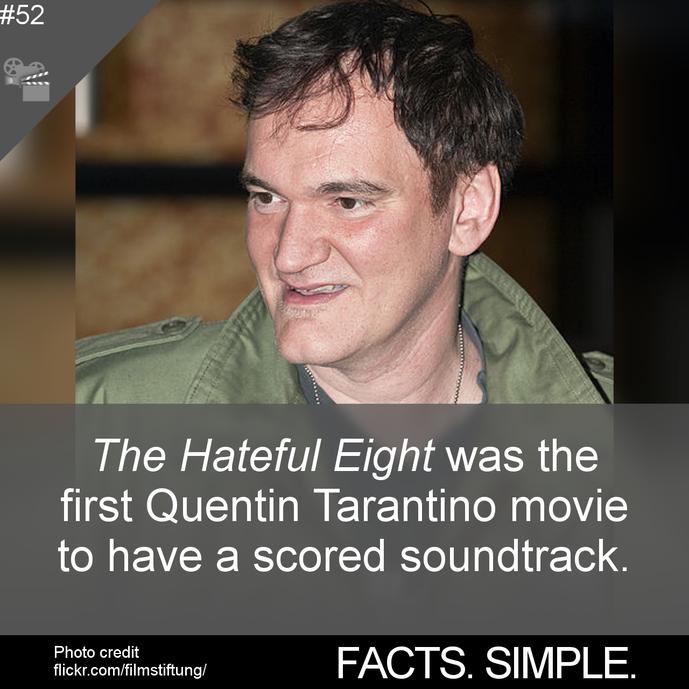 #52
The Hateful Eight was the
first Quentin Tarantino movie
to have a scored soundtrack.
Photo credit
flickr.com/filmstiftung/
FACTS. SIMPLE.